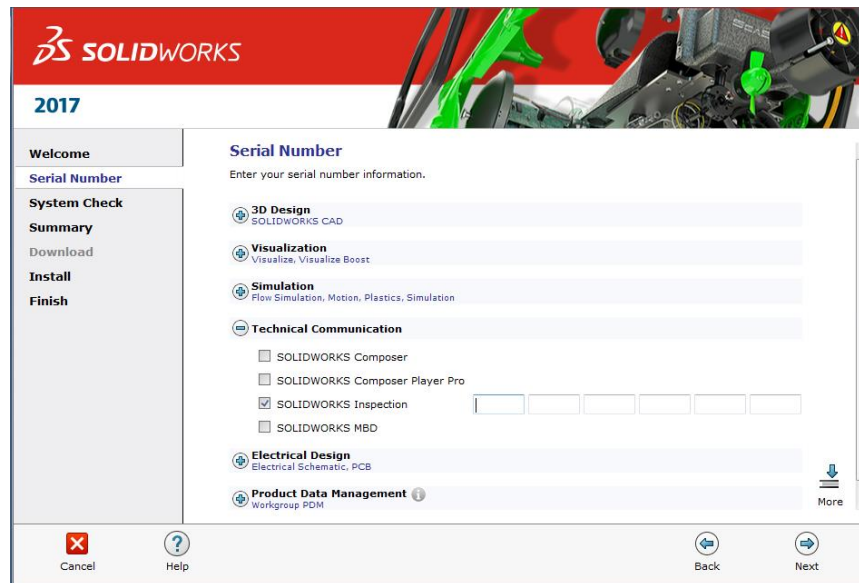 SOLIDWORKS
2017
Welcome
Serial Number
System Check
Summary
Download
Install
Finish
Serial Number
Enter your serial number information.
3D Design
SOLIDWORKS CAD
Visualization
Visualize, Visualize Boost
Simulation
Flow Simulation, Motion, Plastics, Simulation
Technical Communication
SOLIDWORKS Composer
SOLIDWORKS Composer Player Pro
SOLIDWORKS Inspection
SOLIDWORKS MBD
Electrical Design
Electrical Schematic, PCB
Product Data Management
Workgroup PDM
More
Cancel
Help
Back
Next